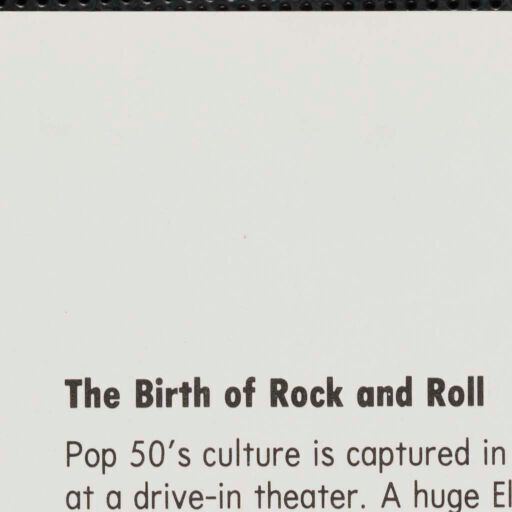 The Birth of Rock and Roll
Pop 50's culture is captured in
at a drive-in theater. A huge El